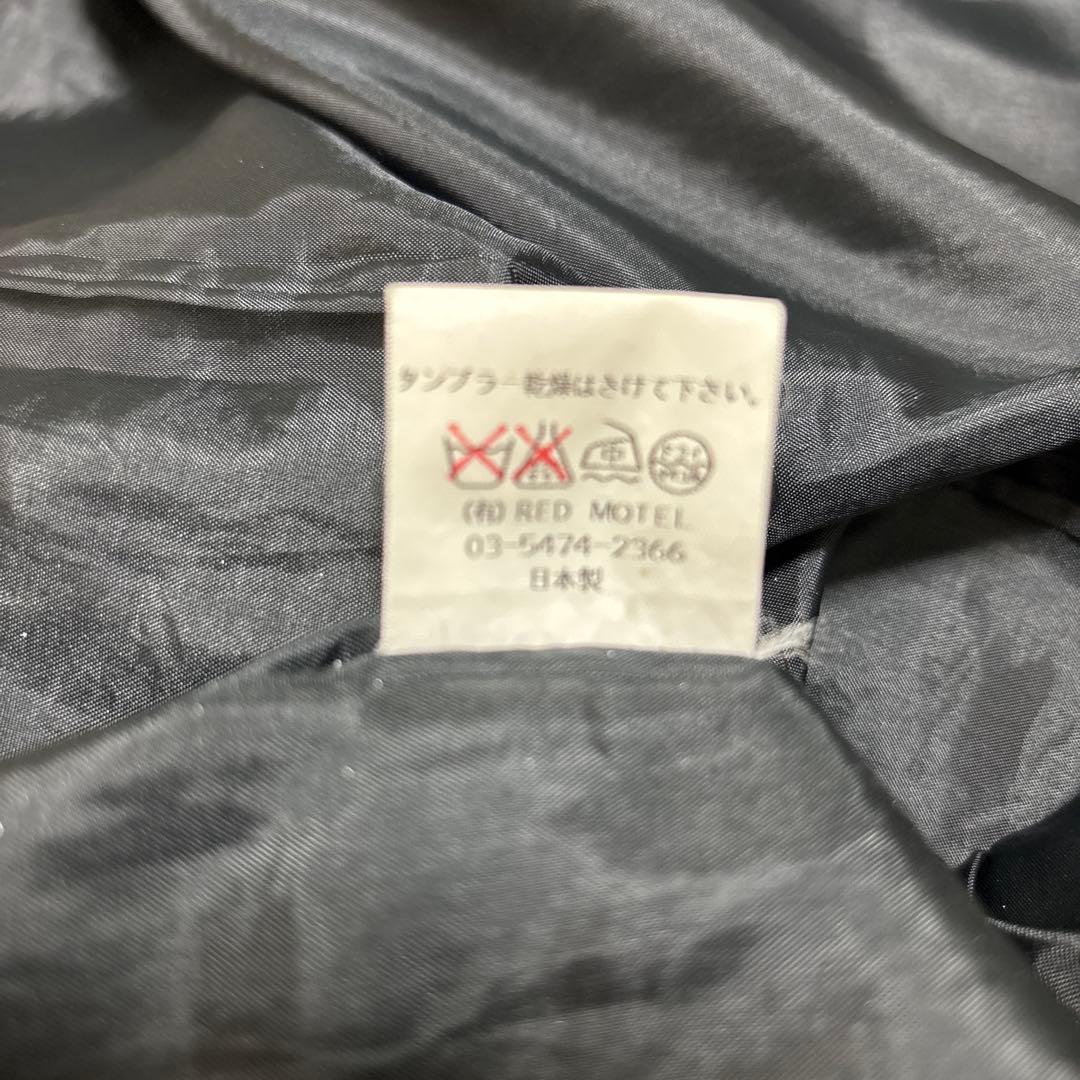 タンブラー乾燥はさけて下さい。
中
(有) RED MOTEL
03-5474-2366
日本製